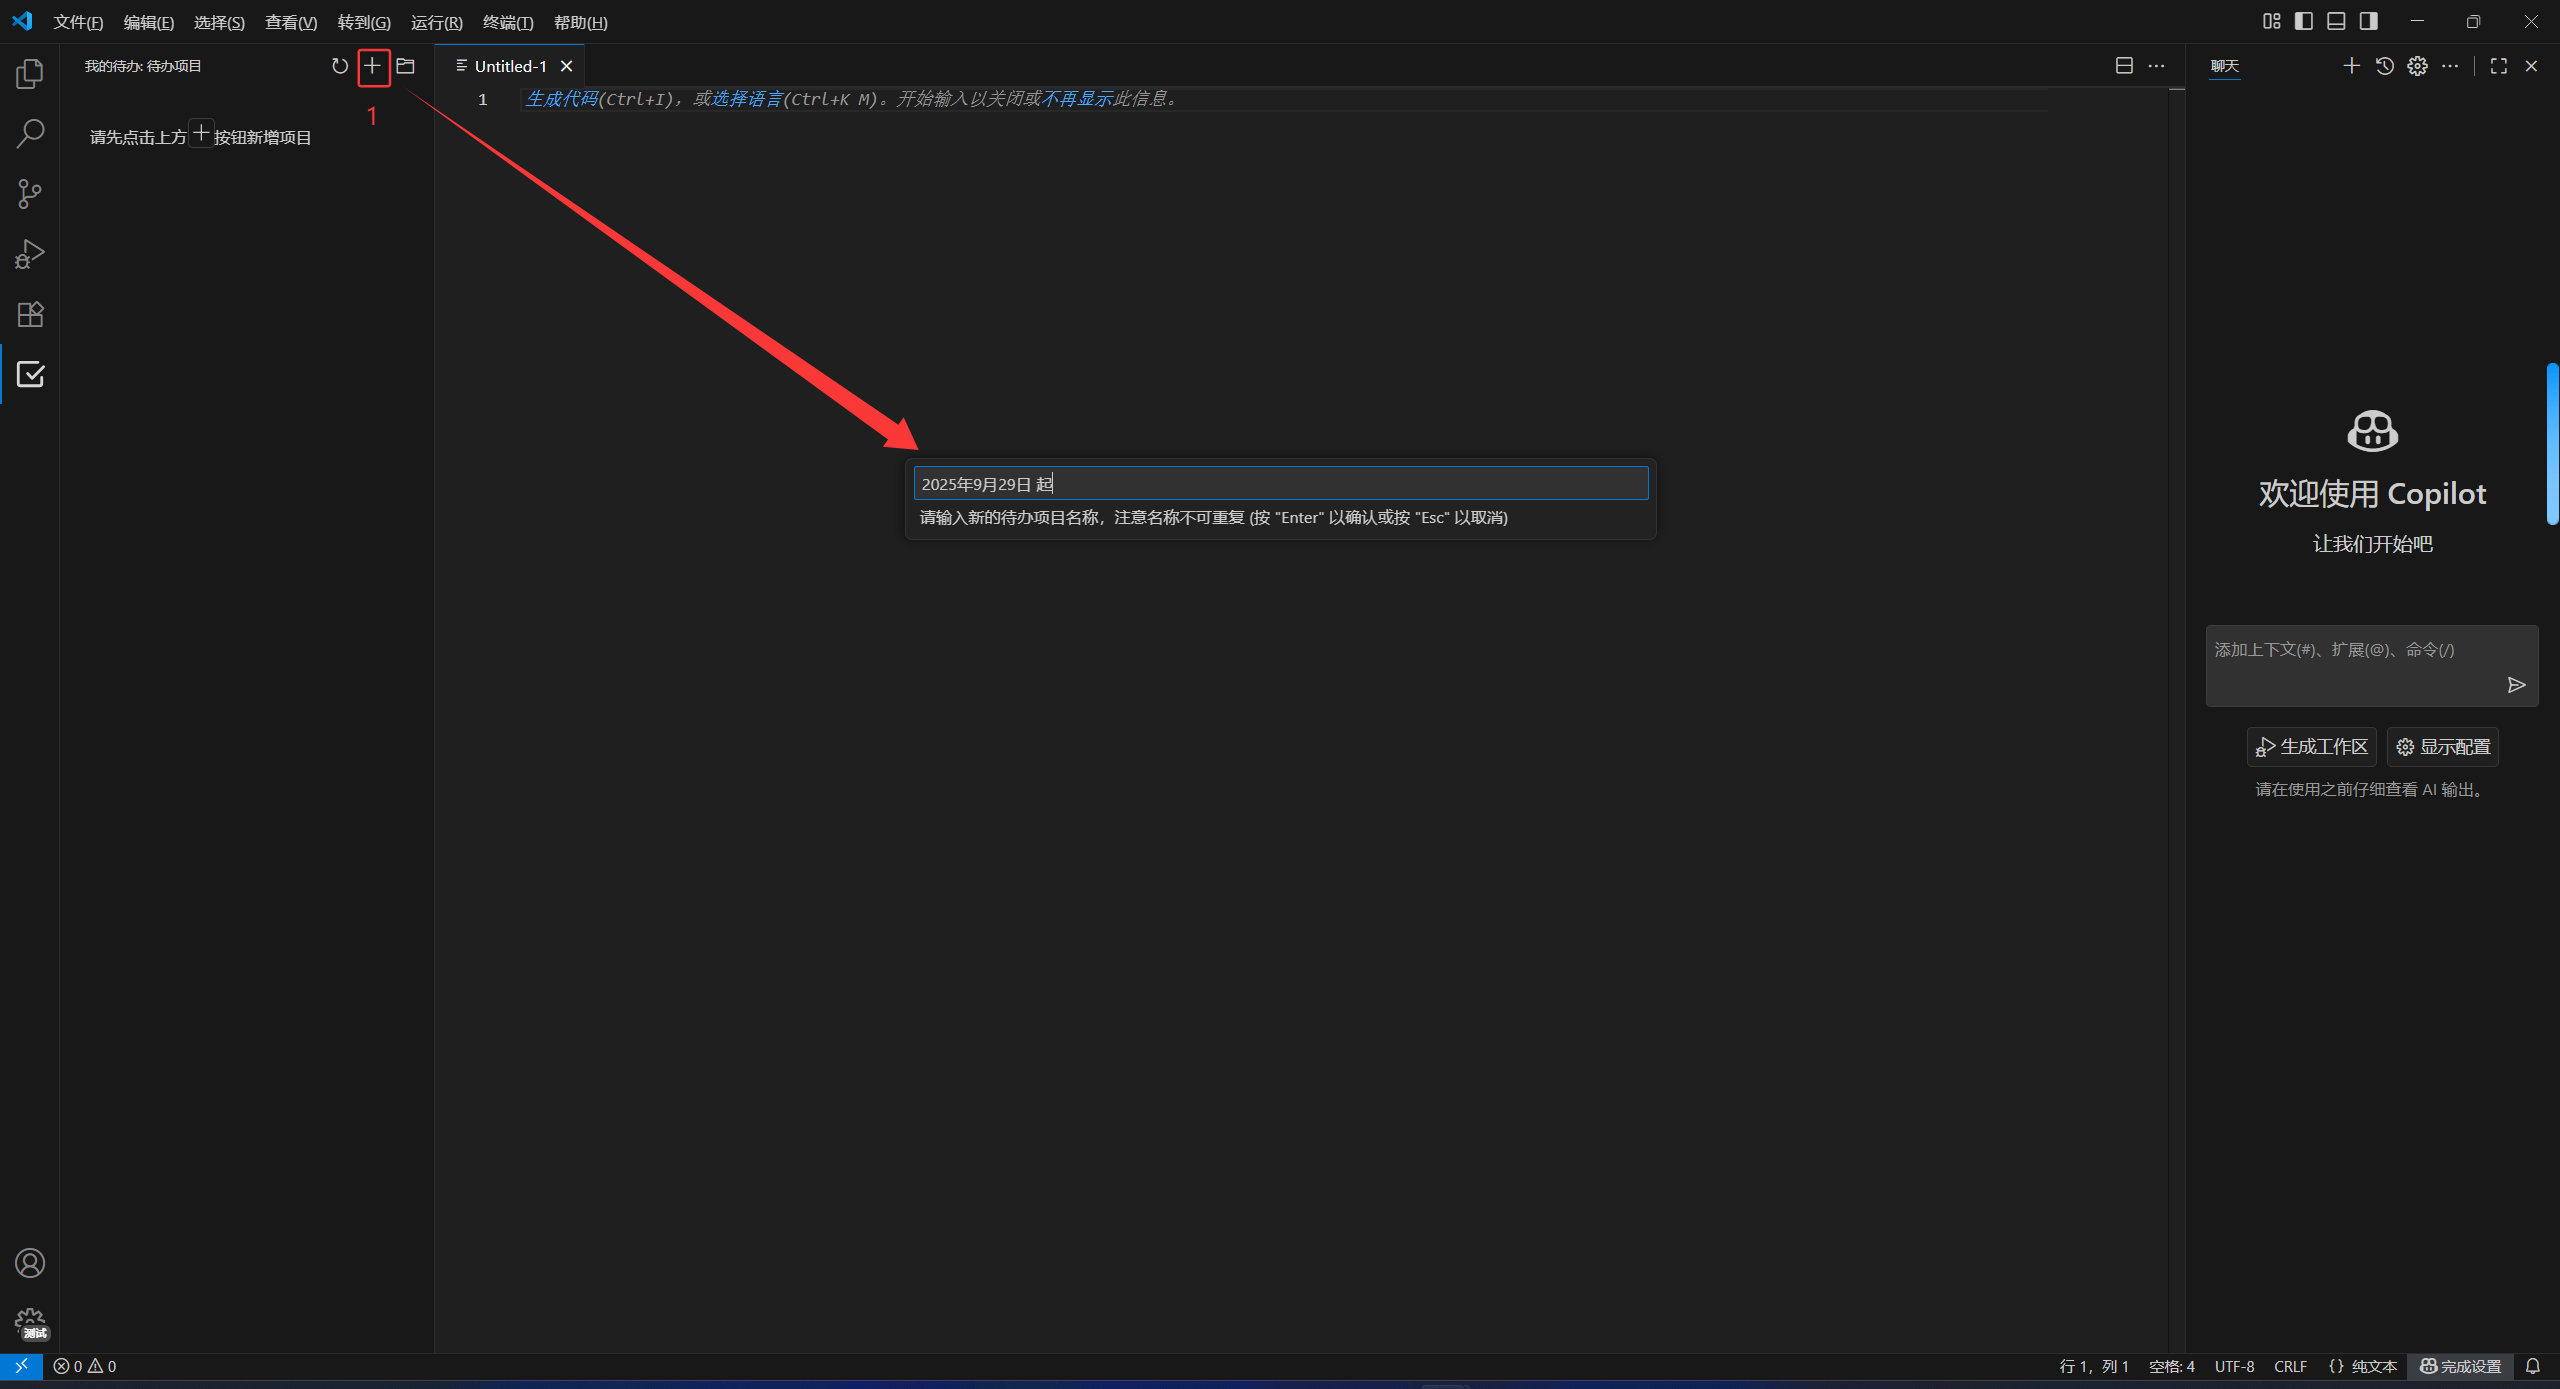 文件(F) 编辑(E) 选择(S) 查看(V) 转到(G) 运行(R) 终端(T) 帮助(H)
我的待办: 待办项目
1
请先点击上方 + 按钮新增项目
Untitled-1
1 生成代码(Ctrl+I), 或选择语言(Ctrl+K M)。开始输入以关闭或不再显示此信息。
2025年9月29日 起
请输入新的待办项目名称，注意名称不可重复 (按 "Enter" 以确认或按 "Esc" 以取消)
聊天
欢迎使用 Copilot
让我们开始吧
添加上下文(#)、扩展(@)、命令(/)
生成工作区 显示配置
请在使用之前仔细查看 AI 输出。
测试
0 0
行 1，列 1 空格: 4 UTF-8 CRLF {} 纯文本 完成设置